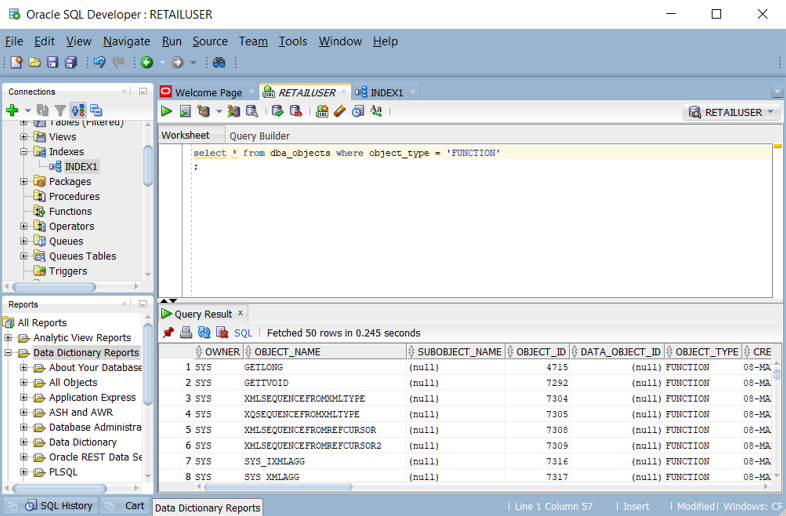 Oracle SQL Developer : RETAILUSER
File Edit View Navigate Run Source Team Tools Window Help
Connections
Tables (Filtered)
Views
Indexes
INDEX1
Packages
Procedures
Functions
Operators
Queues
Queues Tables
Triggers
Reports
All Reports
Analytic View Reports
Data Dictionary Reports
About Your Database
All Objects
Application Express
ASH and AWR
Database Administra
Data Dictionary
Oracle REST Data Se
PLSQL
Welcome Page RETAILUSER INDEX1
RETAILUSER
Worksheet Query Builder
select * from dba_objects where object_type = 'FUNCTION'
;
Query Result
SQL Fetched 50 rows in 0.245 seconds
OWNER OBJECT_NAME SUBOBJECT_NAME OBJECT_ID DATA_OBJECT_ID OBJECT_TYPE CRE
1 SYS GETLONG (null) 4715 (null) FUNCTION 08-MA
2 SYS GETTVOID (null) 7292 (null) FUNCTION 08-MA
3 SYS XMLSEQUENCEFROMXMLTYPE (null) 7304 (null) FUNCTION 08-MA
4 SYS XQSEQUENCEFROMXMLTYPE (null) 7305 (null) FUNCTION 08-MA
5 SYS XMLSEQUENCEFROMREFCURSOR (null) 7308 (null) FUNCTION 08-MA
6 SYS XMLSEQUENCEFROMREFCURSOR2 (null) 7309 (null) FUNCTION 08-MA
7 SYS SYS_IXMLAGG (null) 7316 (null) FUNCTION 08-MA
8 SYS SYS_XMLAGG (null) 7317 (null) FUNCTION 08-MA
SQL History Cart Data Dictionary Reports Line 1 Column 57 Insert Modified Windows: CR